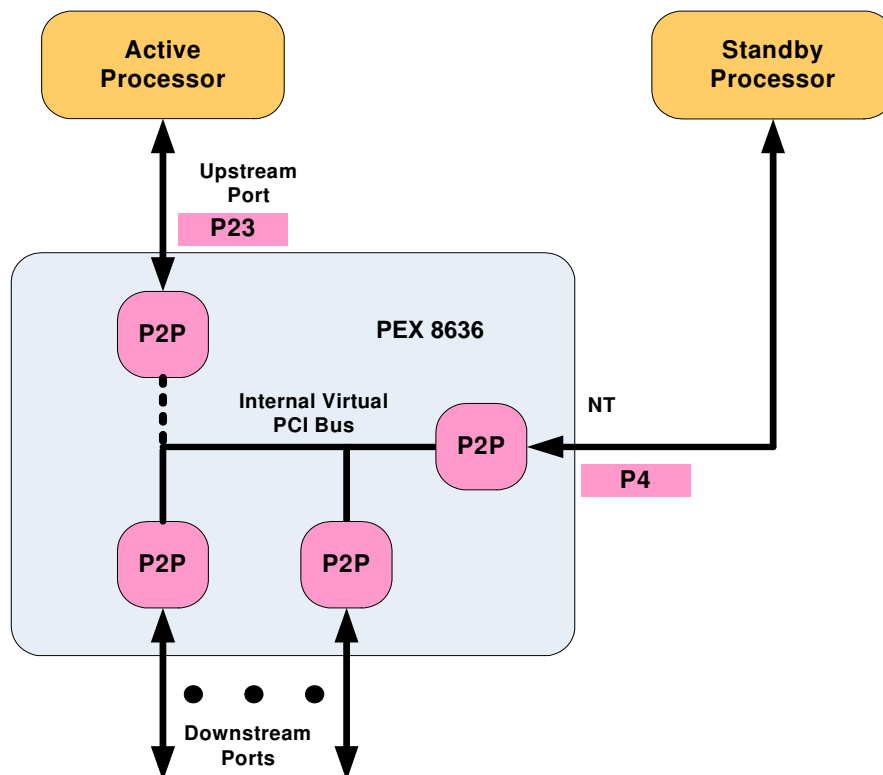 Active
Processor
Standby
Processor
Upstream
Port
P23
P2P
PEX 8636
Internal Virtual
PCI Bus
NT
P2P
P4
P2P
P2P
Downstream
Ports